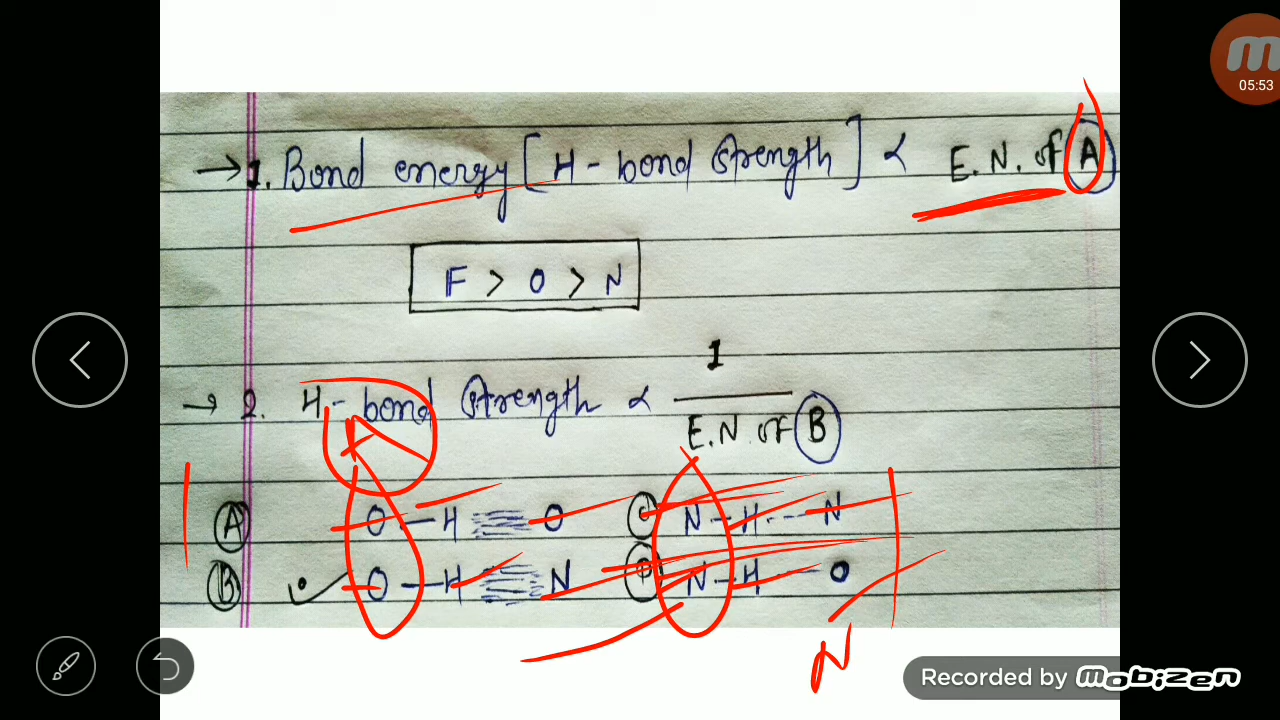 05:53
→ 1. Bond energy [H - bond strength] ∝ E.N. of A
F > O > N
→ 2. H - bond strength ∝ 1 / E.N. of B
A O — H O C N - H --- N
B O — H N D N - H --- O
N
Recorded by mobizen